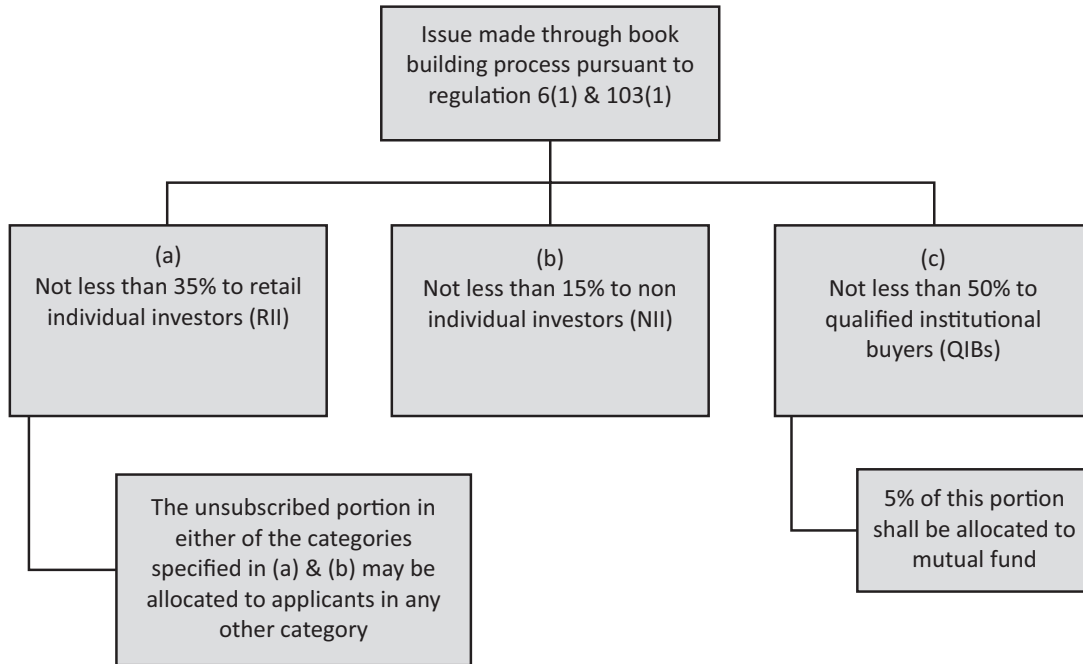 Issue made through book
building process pursuant to
regulation 6(1) & 103(1)
(a)
Not less than 35% to retail
individual investors (RII)
(b)
Not less than 15% to non
individual investors (NII)
(c)
Not less than 50% to
qualified institutional
buyers (QIBs)
The unsubscribed portion in
either of the categories
specified in (a) & (b) may be
allocated to applicants in any
other category
5% of this portion
shall be allocated to
mutual fund